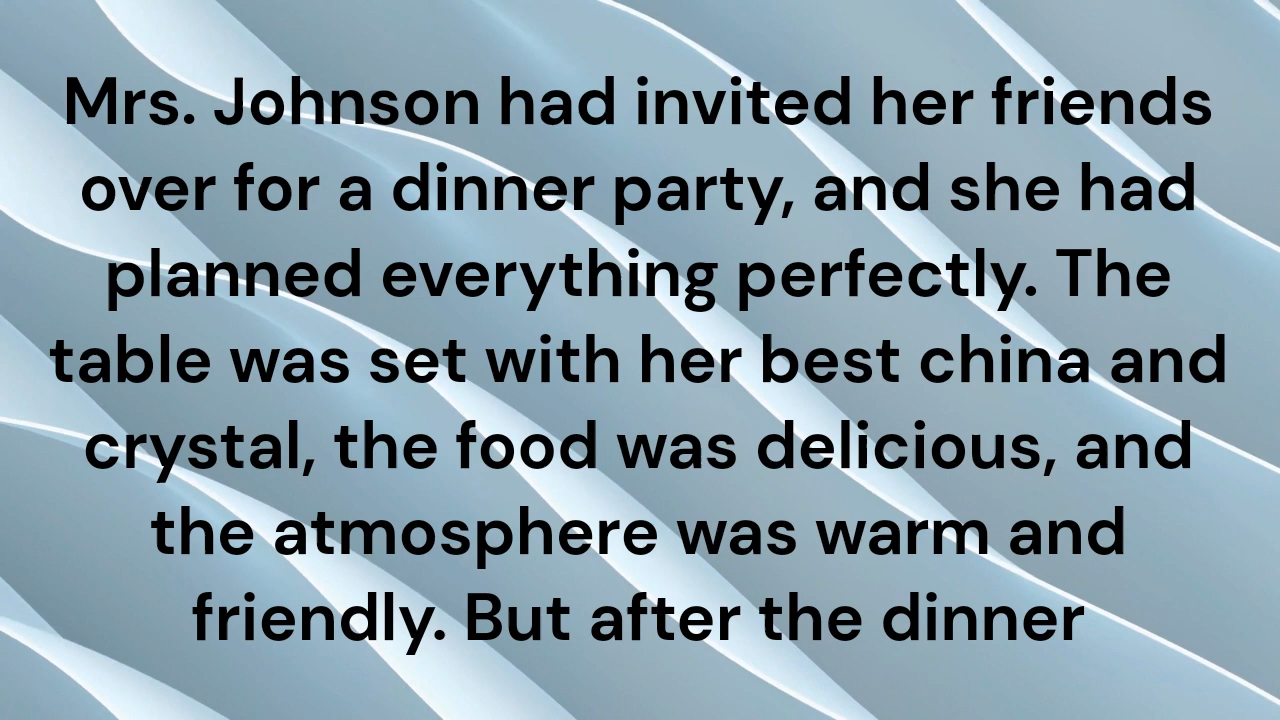 Mrs. Johnson had invited her friends
over for a dinner party, and she had
planned everything perfectly. The
table was set with her best china and
crystal, the food was delicious, and
the atmosphere was warm and
friendly. But after the dinner